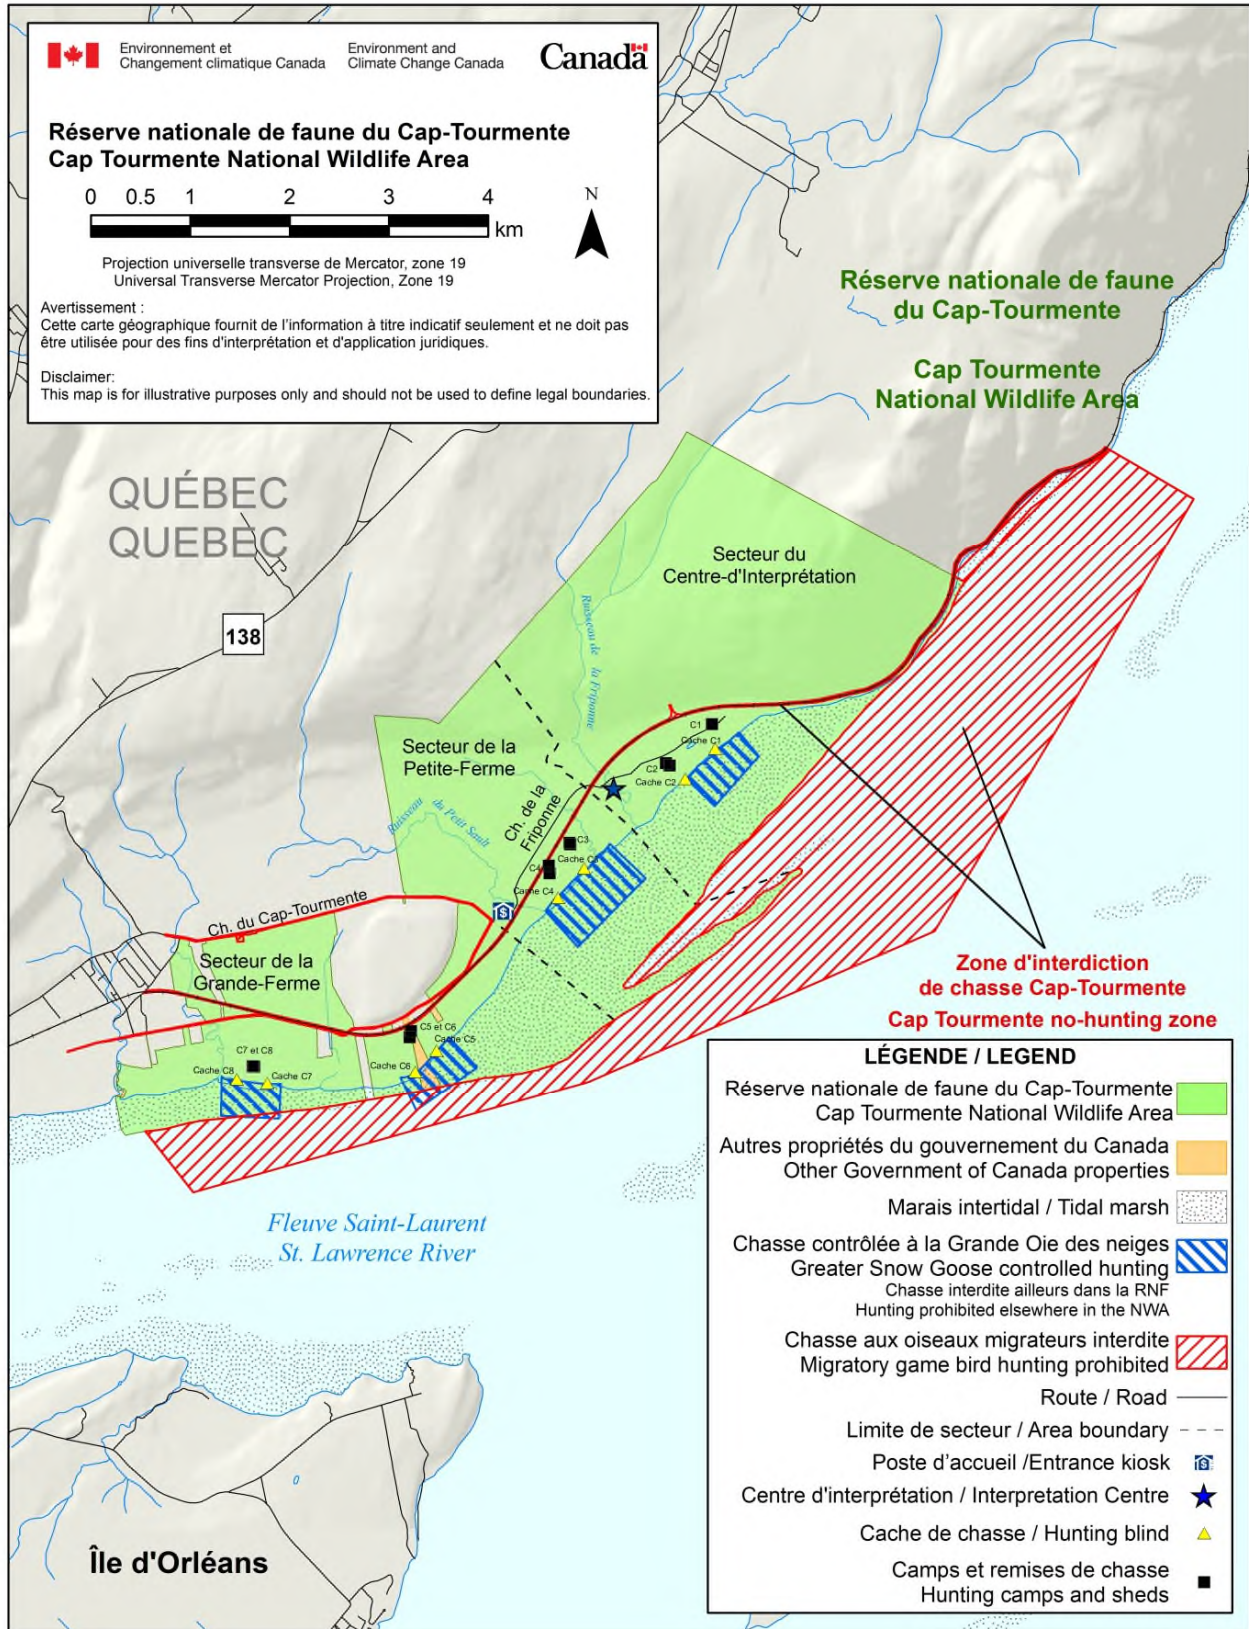 Environnement et
Changement climatique Canada
Environment and
Climate Change Canada
Canada
Réserve nationale de faune du Cap-Tourmente
Cap Tourmente National Wildlife Area
0 0.5 1 2 3 4
km
N
Projection universelle transverse de Mercator, zone 19
Universal Transverse Mercator Projection, Zone 19
Avertissement :
Cette carte géographique fournit de l'information à titre indicatif seulement et ne doit pas
être utilisée pour des fins d'interprétation et d'application juridiques.
Disclaimer:
This map is for illustrative purposes only and should not be used to define legal boundaries.
Réserve nationale de faune
du Cap-Tourmente
Cap Tourmente
National Wildlife Area
QUÉBEC
QUEBEC
138
Secteur du
Centre-d'Interprétation
Ruisseau de la Friponne
Secteur de la
Petite-Ferme
C1
Cache C1
C2
Cache C2
Ruisseau du Petit Sault
Ch. de la
Friponne
C3
Cache C3
C4
Cache C4
Ch. du Cap-Tourmente
Secteur de la
Grande-Ferme
C5 et C6
Cache C5
Cache C6
C7 et C8
Cache C8
Cache C7
Zone d'interdiction
de chasse Cap-Tourmente
Cap Tourmente no-hunting zone
Fleuve Saint-Laurent
St. Lawrence River
Île d'Orléans
LÉGENDE / LEGEND
Réserve nationale de faune du Cap-Tourmente
Cap Tourmente National Wildlife Area
Autres propriétés du gouvernement du Canada
Other Government of Canada properties
Marais intertidal / Tidal marsh
Chasse contrôlée à la Grande Oie des neiges
Greater Snow Goose controlled hunting
Chasse interdite ailleurs dans la RNF
Hunting prohibited elsewhere in the NWA
Chasse aux oiseaux migrateurs interdite
Migratory game bird hunting prohibited
Route / Road
Limite de secteur / Area boundary
Poste d'accueil /Entrance kiosk
Centre d'interprétation / Interpretation Centre
Cache de chasse / Hunting blind
Camps et remises de chasse
Hunting camps and sheds